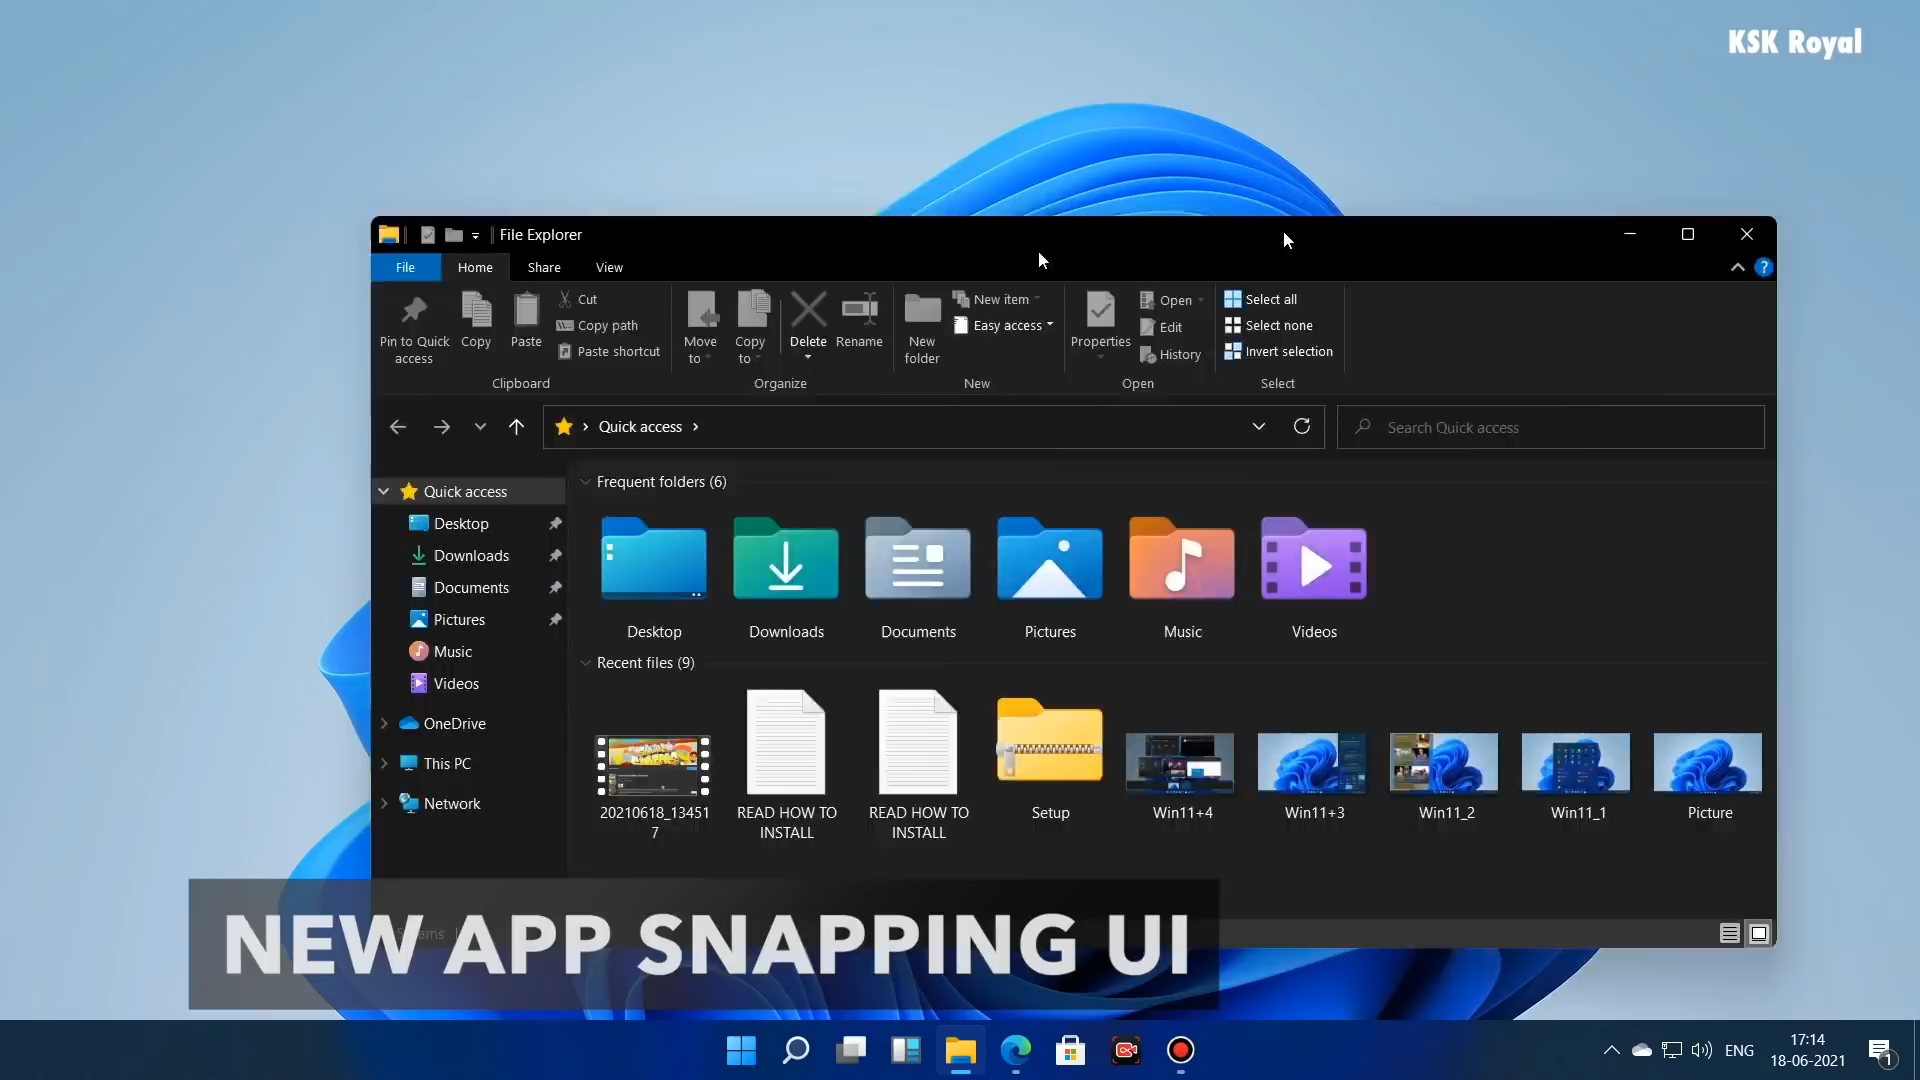 KSK Royal
File Explorer
File
Home
Share
View
Pin to Quick
access
Copy
Paste
Cut
Copy path
Paste shortcut
Clipboard
Move
to
Copy
to
Delete
Rename
Organize
New
folder
New item
Easy access
New
Properties
Open
Edit
History
Open
Select all
Select none
Invert selection
Select
Quick access
Search Quick access
Quick access
Desktop
Downloads
Documents
Pictures
Music
Videos
OneDrive
This PC
Network
Frequent folders (6)
Desktop
Downloads
Documents
Pictures
Music
Videos
Recent files (9)
20210618_13451
7
READ HOW TO
INSTALL
READ HOW TO
INSTALL
Setup
Win11+4
Win11+3
Win11_2
Win11_1
Picture
NEW APP SNAPPING UI
ENG
17:14
18-06-2021
1